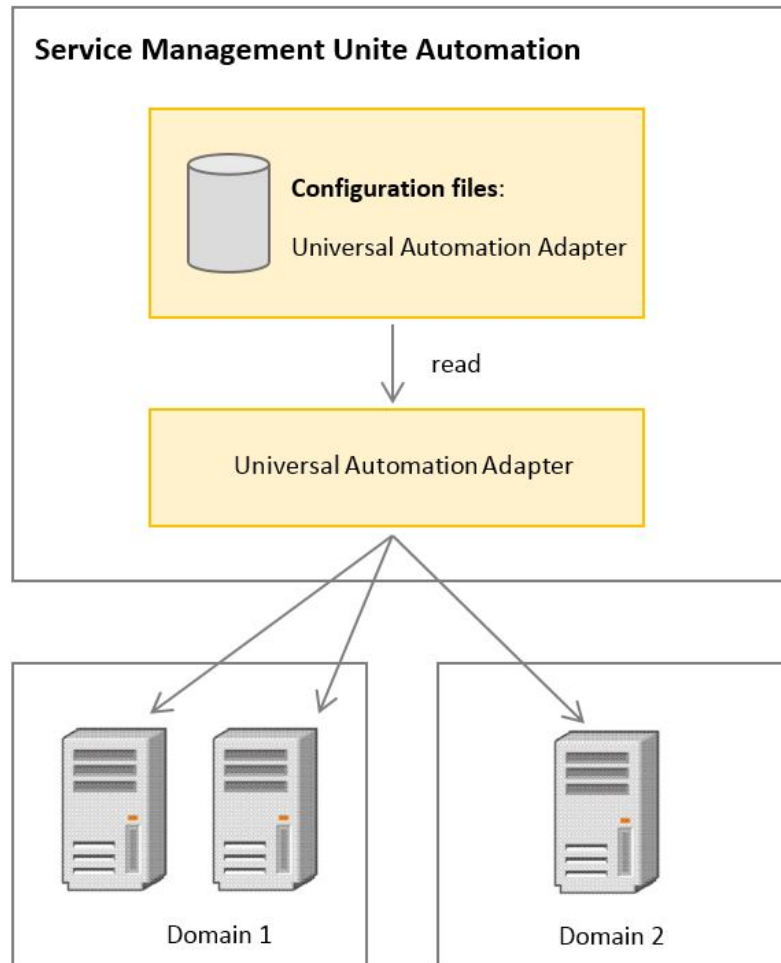 Service Management Unite Automation
Configuration files:
Universal Automation Adapter
read
Universal Automation Adapter
Domain 1
Domain 2